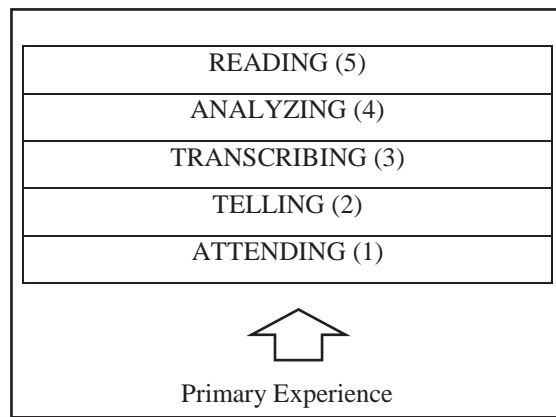 READING (5)
ANALYZING (4)
TRANSCRIBING (3)
TELLING (2)
ATTENDING (1)
Primary Experience